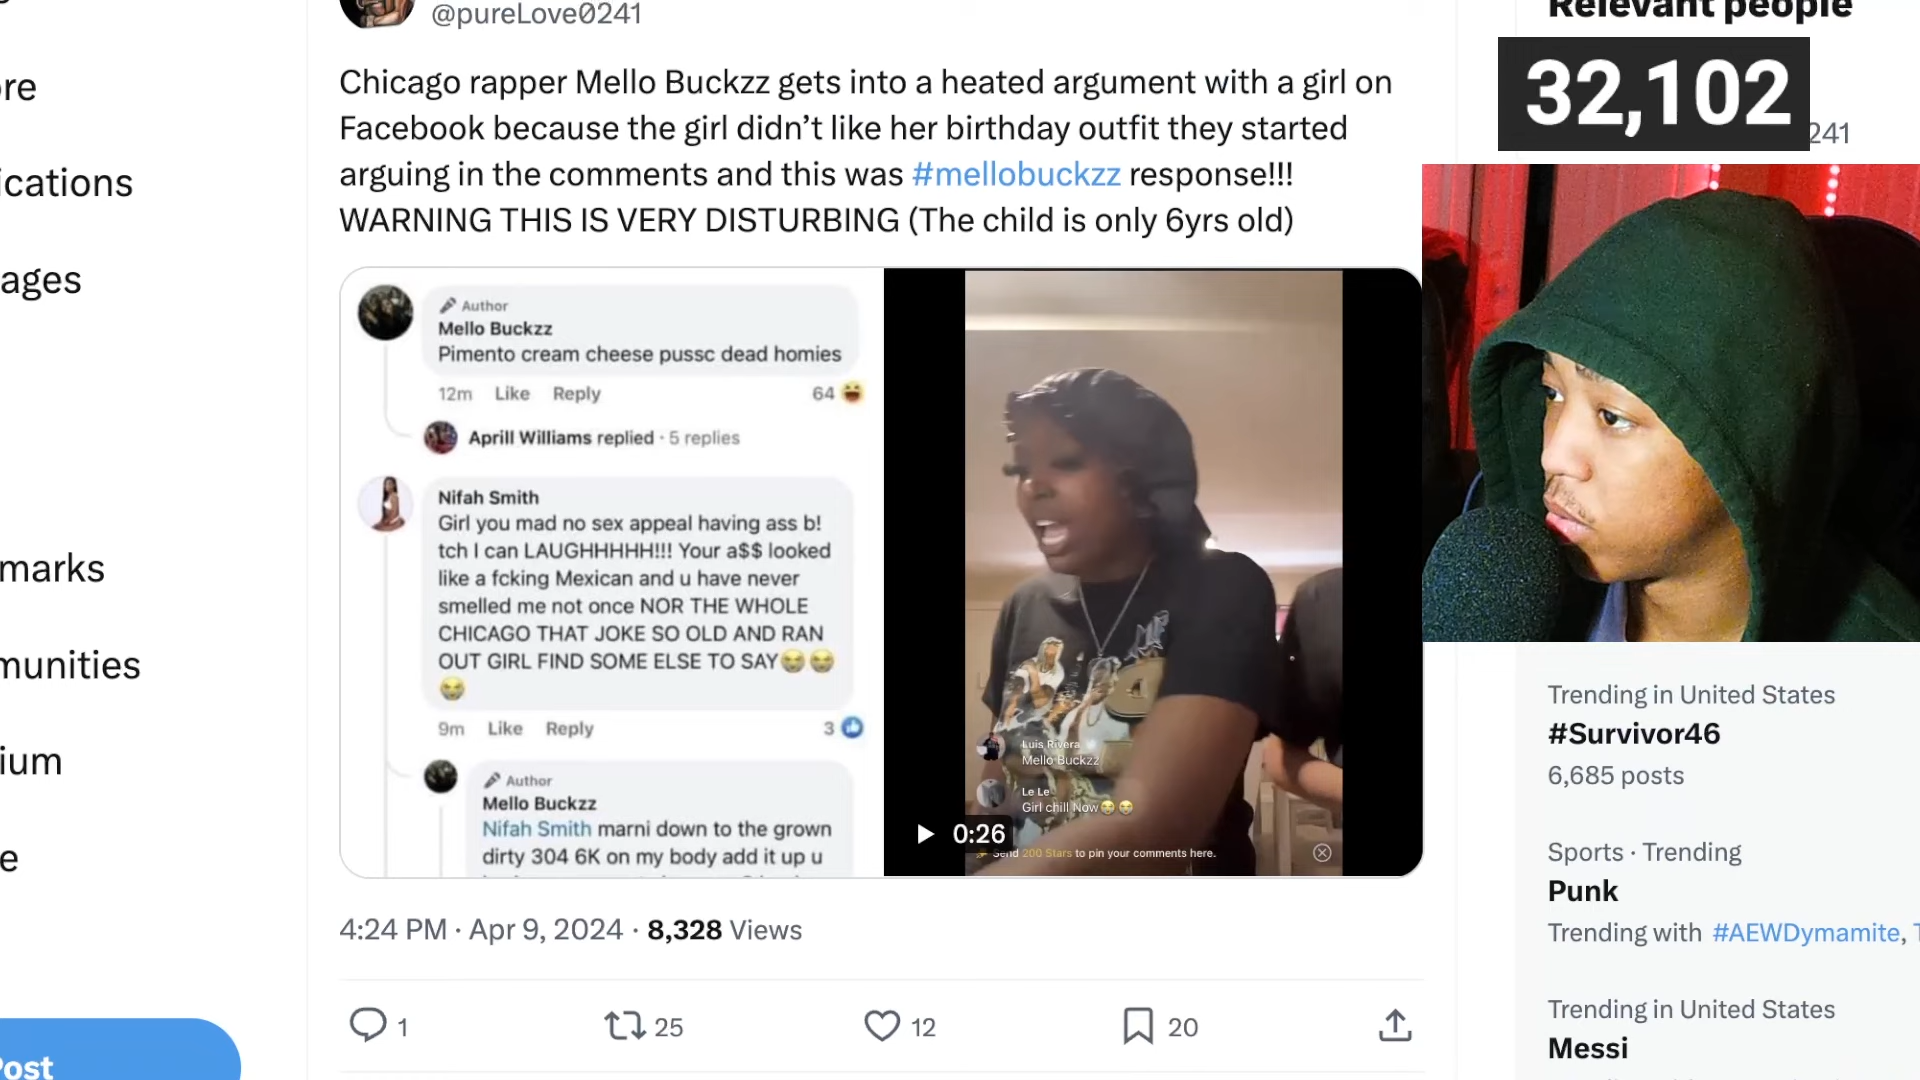 re
ications
ages
marks
munities
ium
e
Post
@pureLove0241
Chicago rapper Mello Buckzz gets into a heated argument with a girl on
Facebook because the girl didn’t like her birthday outfit they started
arguing in the comments and this was #mellobuckzz response!!!
WARNING THIS IS VERY DISTURBING (The child is only 6yrs old)
Author
Mello Buckzz
Pimento cream cheese pussc dead homies
12m Like Reply 64
Aprill Williams replied · 5 replies
Nifah Smith
Girl you mad no sex appeal having ass b!
tch I can LAUGHHHHH!!! Your a$$ looked
like a fcking Mexican and u have never
smelled me not once NOR THE WHOLE
CHICAGO THAT JOKE SO OLD AND RAN
OUT GIRL FIND SOME ELSE TO SAY😭😭
😭
9m Like Reply 3
Author
Mello Buckzz
Nifah Smith marni down to the grown
dirty 304 6K on my body add it up u
Luis Rivera
Mello Buckzz
Le Le
Girl chill Now😭😭
0:26
Send 200 Stars to pin your comments here.
4:24 PM · Apr 9, 2024 · 8,328 Views
1 25 12 20
Relevant people
32,102
241
Trending in United States
#Survivor46
6,685 posts
Sports · Trending
Punk
Trending with #AEWDymamite, T
Trending in United States
Messi